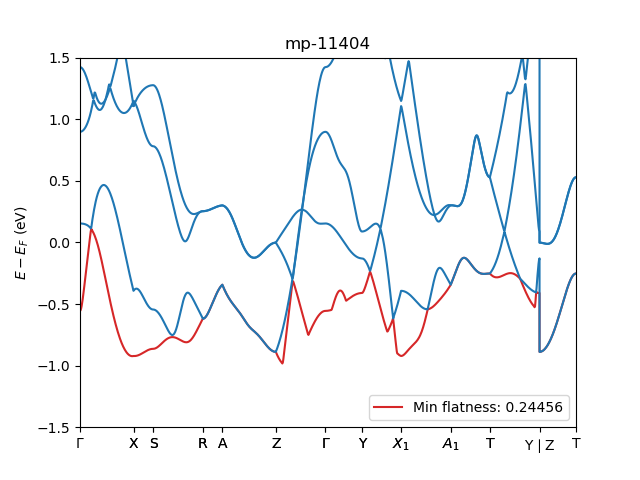 mp-11404
E − E_F (eV)
1.5
1.0
0.5
0.0
−0.5
−1.0
−1.5
Min flatness: 0.24456
Γ X S R A Z Γ Y X₁ A₁ T Y | Z T